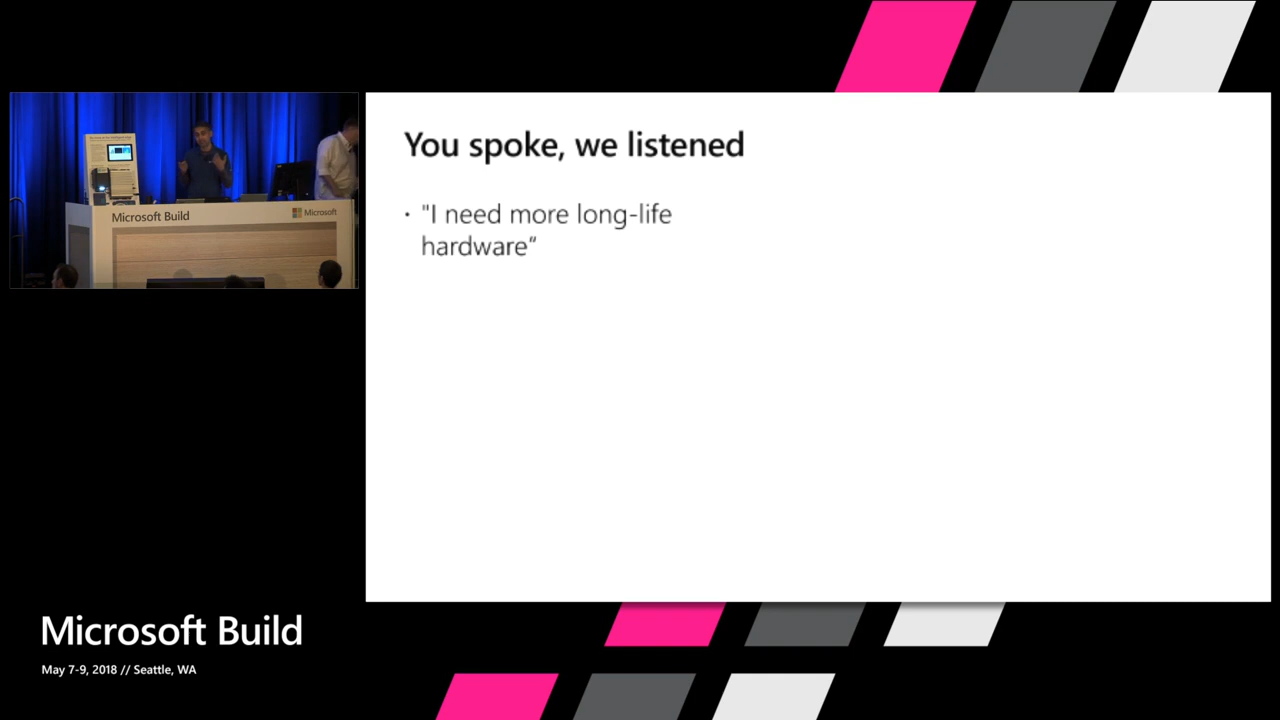 You spoke, we listened
· "I need more long-life
hardware“
Microsoft Build
Microsoft
Microsoft Build
May 7-9, 2018 // Seattle, WA